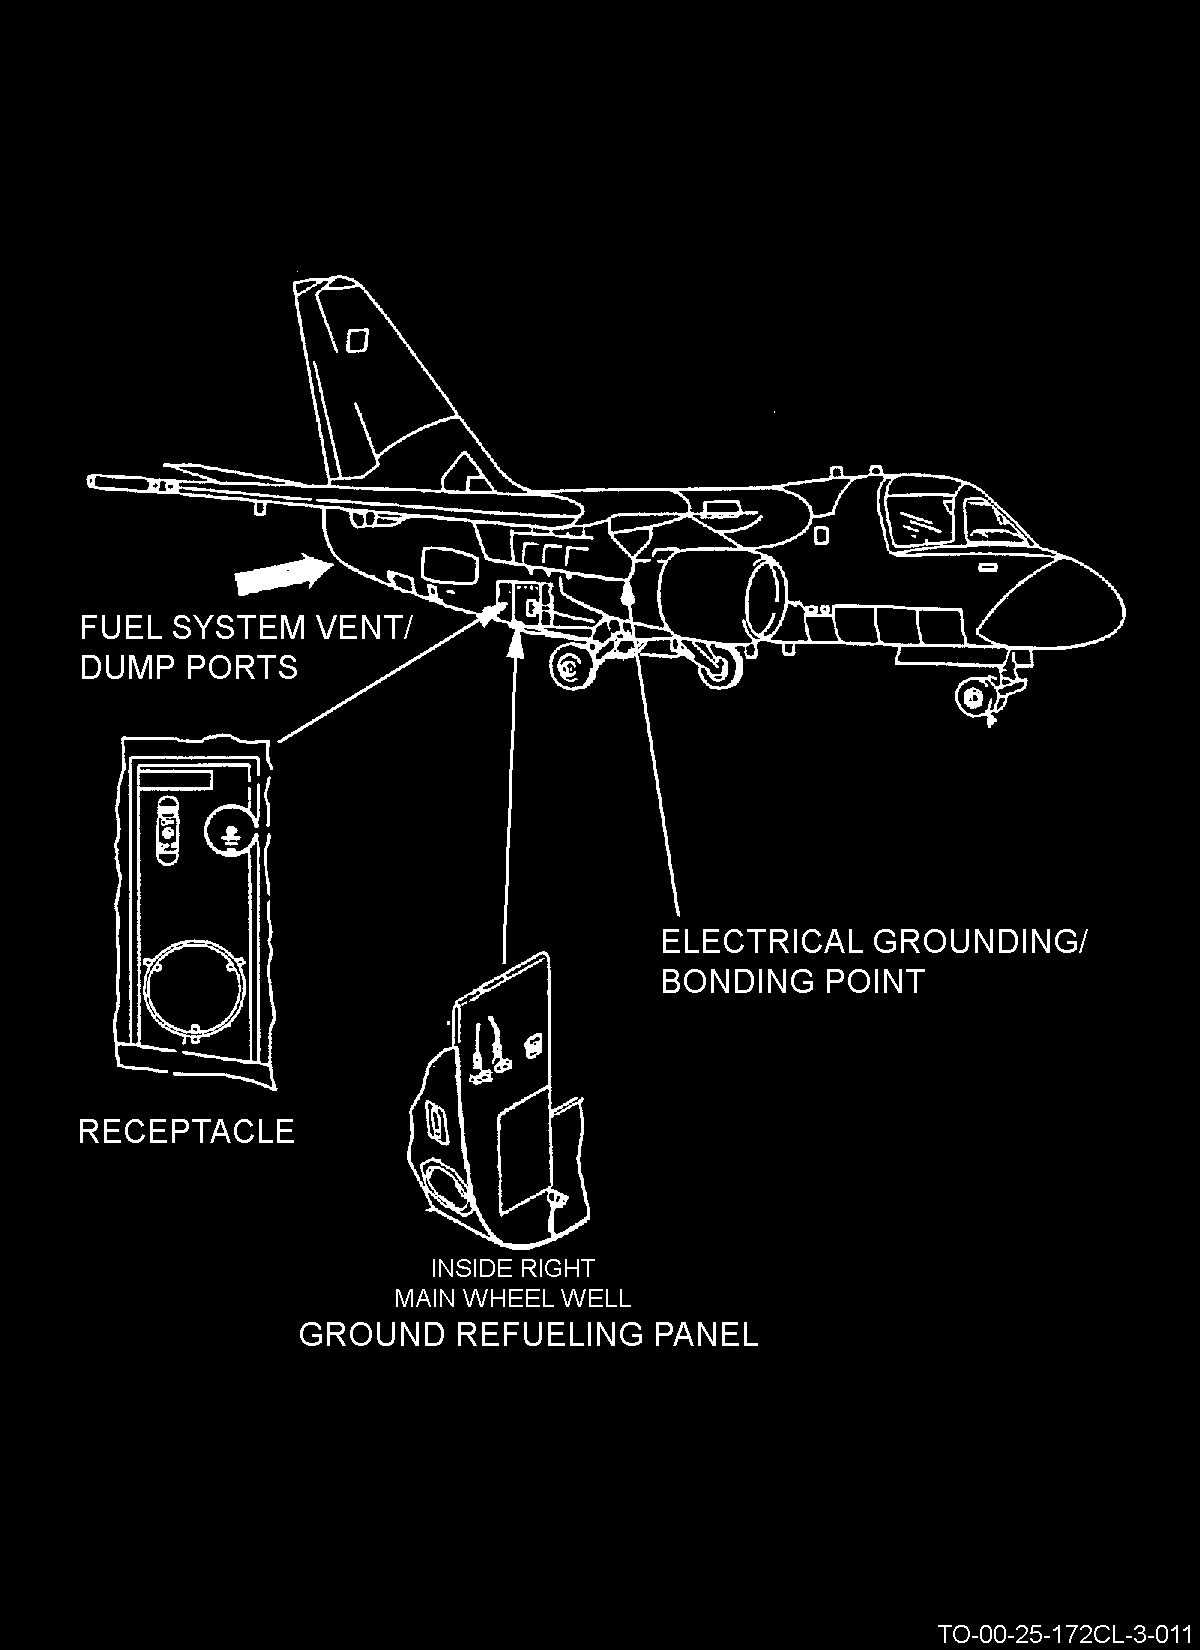 FUEL SYSTEM VENT/
DUMP PORTS
ELECTRICAL GROUNDING/
BONDING POINT
RECEPTACLE
INSIDE RIGHT
MAIN WHEEL WELL
GROUND REFUELING PANEL
TO-00-25-172CL-3-011